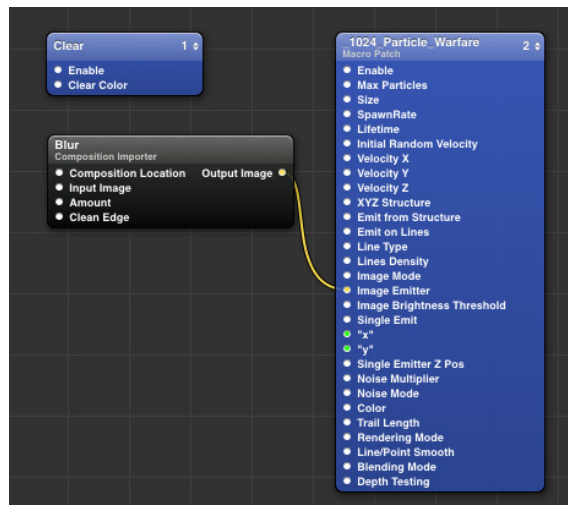 Clear 1
Enable
Clear Color
Blur
Composition Importer
Composition Location Output Image
Input Image
Amount
Clean Edge
_1024_Particle_Warfare 2
Macro Patch
Enable
Max Particles
Size
SpawnRate
Lifetime
Initial Random Velocity
Velocity X
Velocity Y
Velocity Z
XYZ Structure
Emit from Structure
Emit on Lines
Line Type
Lines Density
Image Mode
Image Emitter
Image Brightness Threshold
Single Emit
"x"
"y"
Single Emitter Z Pos
Noise Multiplier
Noise Mode
Color
Trail Length
Rendering Mode
Line/Point Smooth
Blending Mode
Depth Testing